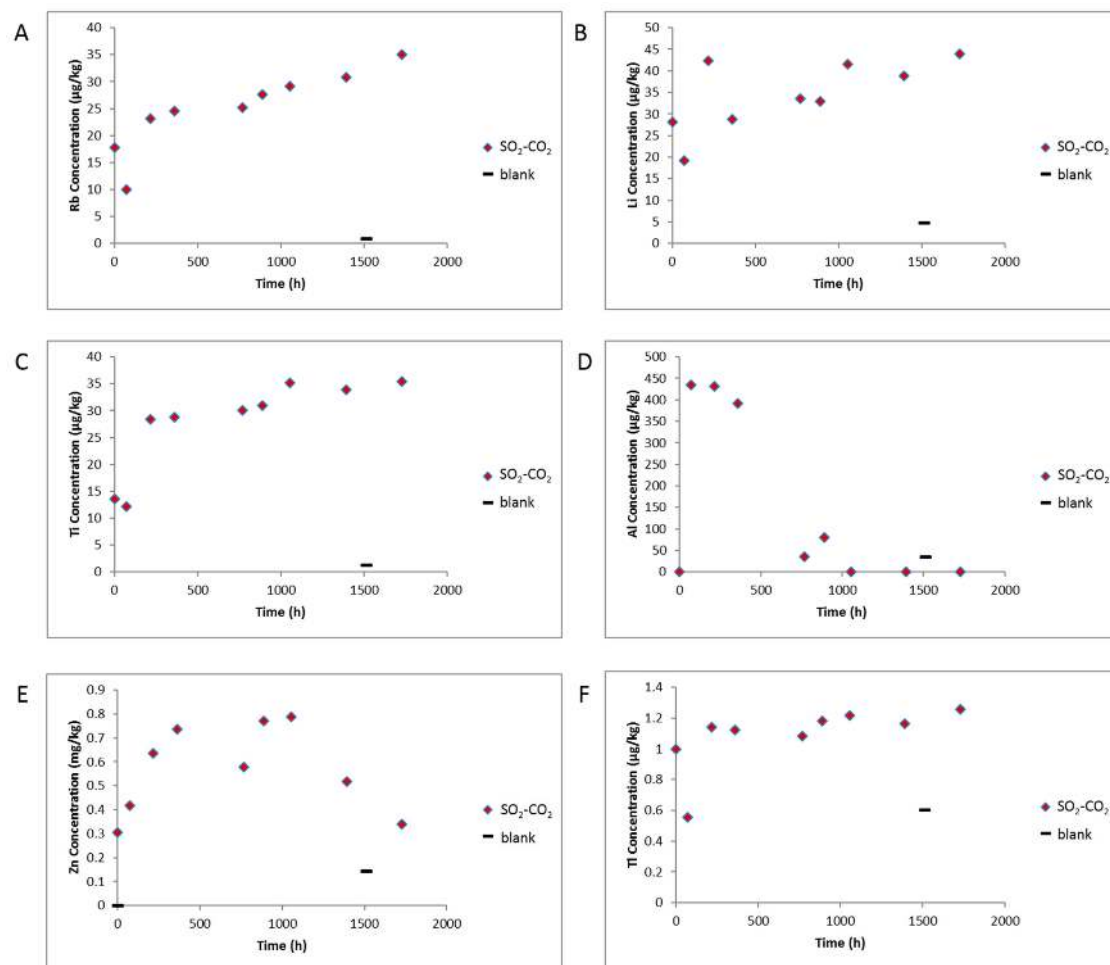 A
Rb Concentration (µg/kg)
40
35
30
25
20
15
10
5
0
0 500 1000 1500 2000
Time (h)
SO₂-CO₂
blank
B
Li Concentration (µg/kg)
50
45
40
35
30
25
20
15
10
5
0
0 500 1000 1500 2000
Time (h)
SO₂-CO₂
blank
C
Ti Concentration (µg/kg)
40
35
30
25
20
15
10
5
0
0 500 1000 1500 2000
Time (h)
SO₂-CO₂
blank
D
Al Concentration (µg/kg)
500
450
400
350
300
250
200
150
100
50
0
0 500 1000 1500 2000
Time (h)
SO₂-CO₂
blank
E
Zn Concentration (mg/kg)
0.9
0.8
0.7
0.6
0.5
0.4
0.3
0.2
0.1
0
0 500 1000 1500 2000
Time (h)
SO₂-CO₂
blank
F
Tl Concentration (µg/kg)
1.4
1.2
1
0.8
0.6
0.4
0.2
0
0 500 1000 1500 2000
Time (h)
SO₂-CO₂
blank